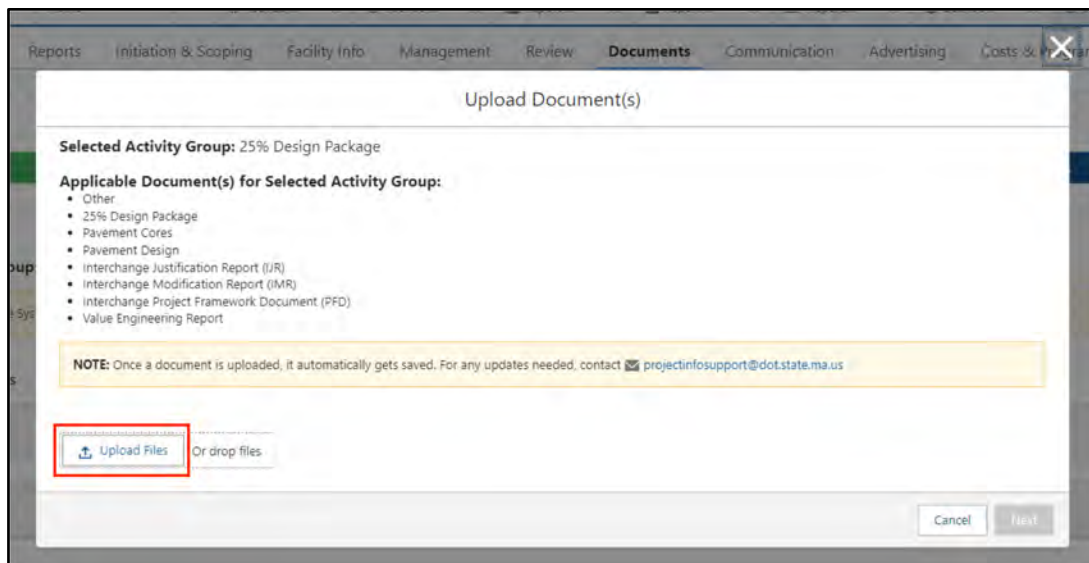 Reports Initiation & Scoping Facility Info Management Review Documents Communication Advertising Costs &
Upload Document(s)
Selected Activity Group: 25% Design Package
Applicable Document(s) for Selected Activity Group:
• Other
• 25% Design Package
• Pavement Cores
• Pavement Design
• Interchange Justification Report (IJR)
• Interchange Modification Report (IMR)
• Interchange Project Framework Document (PFD)
• Value Engineering Report
NOTE: Once a document is uploaded, it automatically gets saved. For any updates needed, contact projectinfosupport@dot.state.ma.us
Upload Files Or drop files
Cancel Next